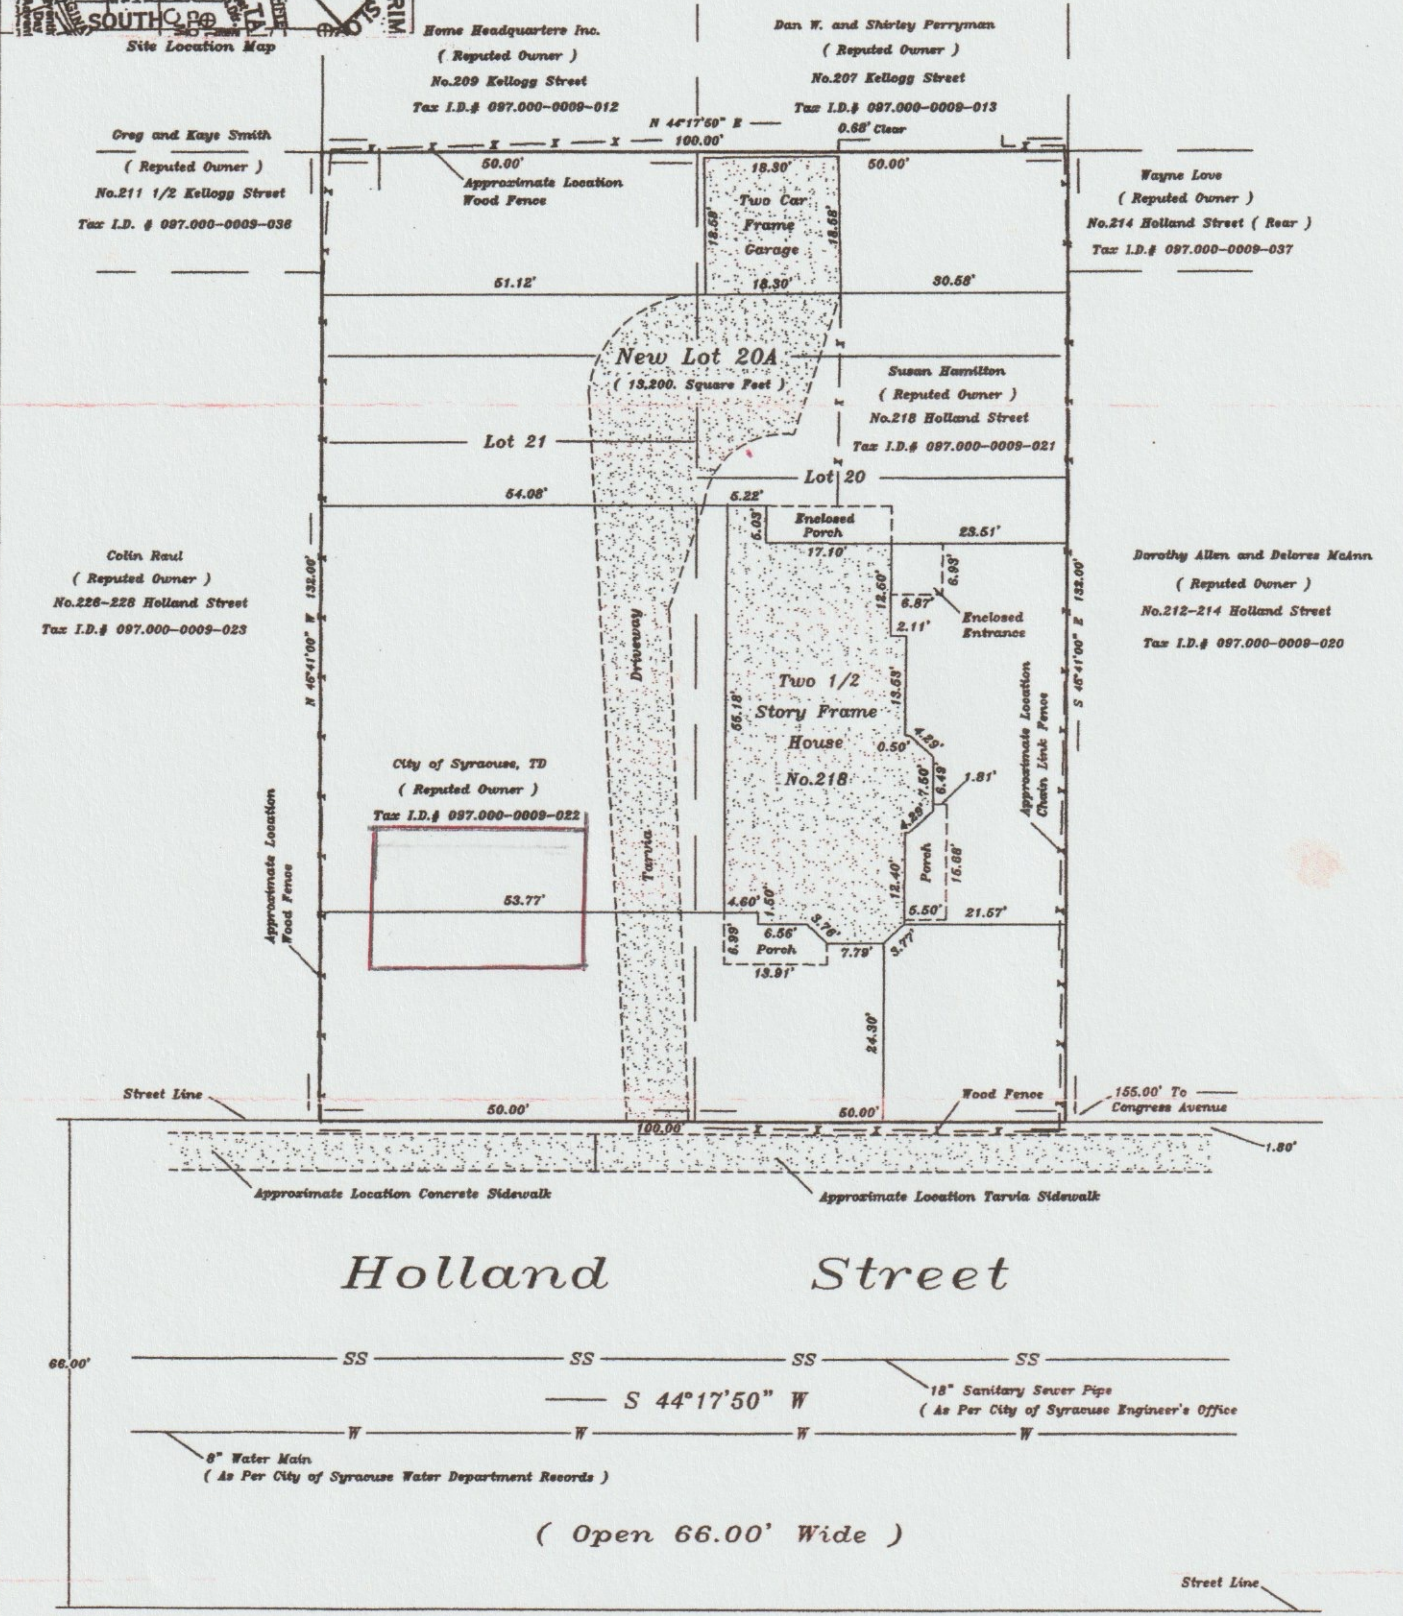 SOUTH
RIM
Site Location Map
Home Headquarters Inc.
( Reputed Owner )
No.209 Kellogg Street
Tax I.D.# 097.000-0009-012
Dan W. and Shirley Perryman
( Reputed Owner )
No.207 Kellogg Street
Tax I.D.# 097.000-0009-013
N 44°17'50" E
100.00'
0.68' Clear
Greg and Kaye Smith
( Reputed Owner )
No.211 1/2 Kellogg Street
Tax I.D. # 097.000-0009-036
50.00'
Approximate Location
Wood Fence
18.30'
50.00'
Two Car
Frame
Garage
18.58'
18.58'
18.30'
Wayne Love
( Reputed Owner )
No.214 Holland Street ( Rear )
Tax I.D.# 097.000-0009-037
51.12'
30.58'
New Lot 20A
( 13,200. Square Feet )
Susan Hamilton
( Reputed Owner )
No.218 Holland Street
Tax I.D.# 097.000-0009-021
Lot 21
Lot 20
54.08'
5.22'
5.03'
Enclosed
Porch
17.10'
23.51'
12.60'
6.93'
6.87'
2.11'
Enclosed
Entrance
Colin Raul
( Reputed Owner )
No.226-228 Holland Street
Tax I.D.# 097.000-0009-023
N 45°41'00" W 132.00'
Dorothy Allen and Delores McAnn
( Reputed Owner )
No.212-214 Holland Street
Tax I.D.# 097.000-0009-020
S 45°41'00" E 132.00'
Driveway
Tarvia
55.18'
Two 1/2
Story Frame
House
No.218
13.53'
0.50'
4.29'
7.50'
6.49'
1.81'
4.29'
Approximate Location
Chain Link Fence
City of Syracuse, TD
( Reputed Owner )
Tax I.D.# 097.000-0009-022
Approximate Location
Wood Fence
12.40'
Porch
15.68'
5.50'
21.57'
53.77'
4.60'
1.50'
6.99'
6.56'
Porch
13.91'
3.76'
7.79'
3.77'
24.30'
Street Line
50.00'
100.00'
50.00'
Wood Fence
155.00' To
Congress Avenue
1.80'
Approximate Location Concrete Sidewalk
Approximate Location Tarvia Sidewalk
Holland Street
66.00'
SS SS SS SS
S 44°17'50" W
18" Sanitary Sewer Pipe
( As Per City of Syracuse Engineer's Office
W W W W
8" Water Main
( As Per City of Syracuse Water Department Records )
( Open 66.00' Wide )
Street Line